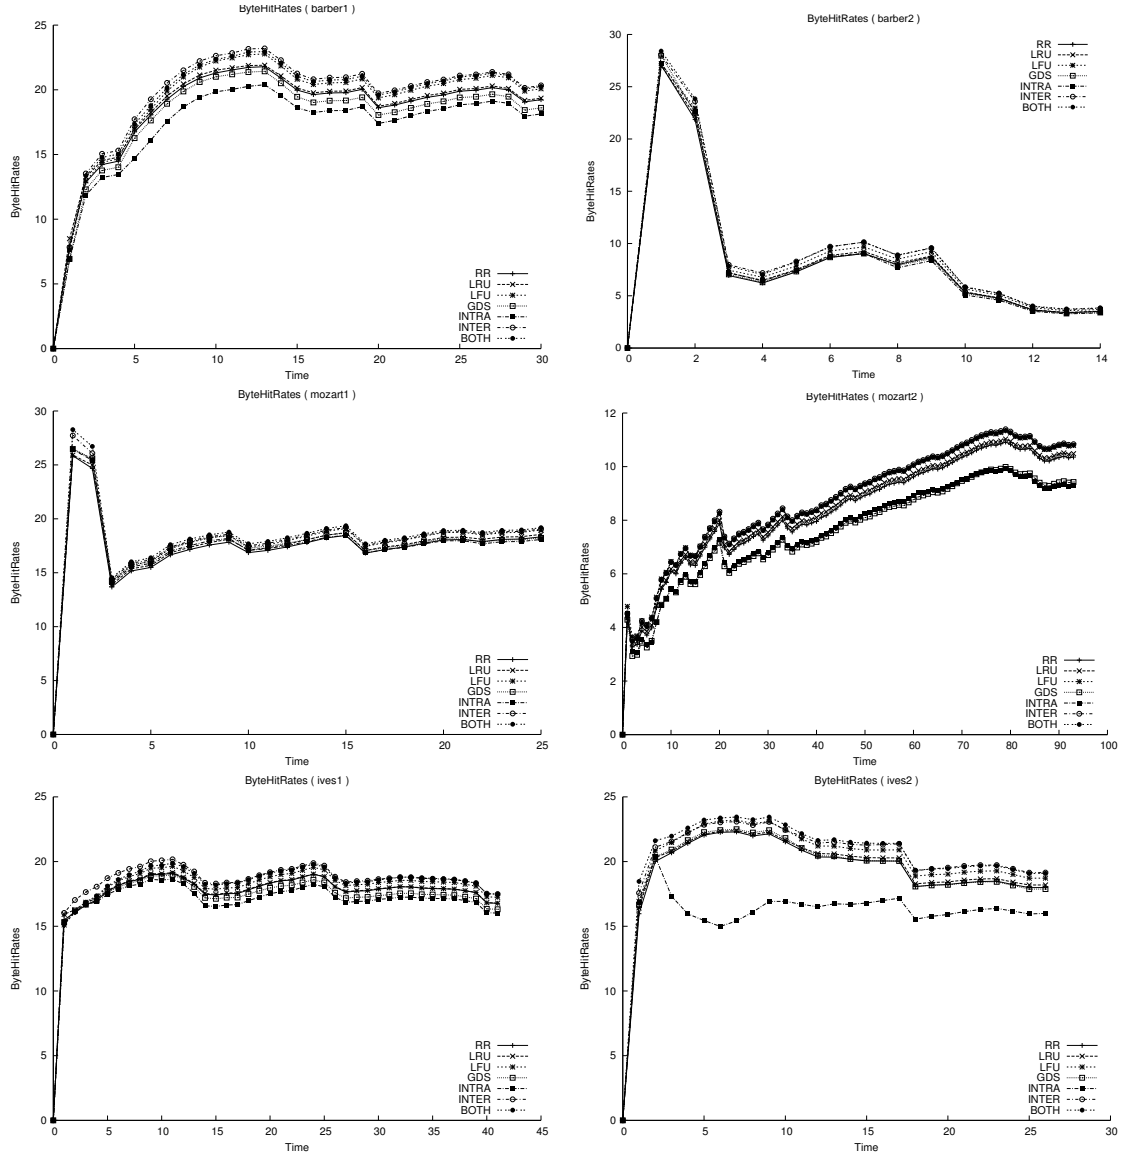 ByteHitRates ( barber1 )
25
20
15
10
5
0
ByteHitRates
RR
LRU
LFU
GDS
INTRA
INTER
BOTH
0 5 10 15 20 25 30
Time
ByteHitRates ( barber2 )
30
25
20
15
10
5
0
ByteHitRates
RR
LRU
LFU
GDS
INTRA
INTER
BOTH
0 2 4 6 8 10 12 14
Time
ByteHitRates ( mozart1 )
30
25
20
15
10
5
0
ByteHitRates
RR
LRU
LFU
GDS
INTRA
INTER
BOTH
0 5 10 15 20 25
Time
ByteHitRates ( mozart2 )
12
10
8
6
4
2
0
ByteHitRates
RR
LRU
LFU
GDS
INTRA
INTER
BOTH
0 10 20 30 40 50 60 70 80 90 100
Time
ByteHitRates ( ives1 )
25
20
15
10
5
0
ByteHitRates
RR
LRU
LFU
GDS
INTRA
INTER
BOTH
0 5 10 15 20 25 30 35 40 45
Time
ByteHitRates ( ives2 )
25
20
15
10
5
0
ByteHitRates
RR
LRU
LFU
GDS
INTRA
INTER
BOTH
0 5 10 15 20 25 30
Time